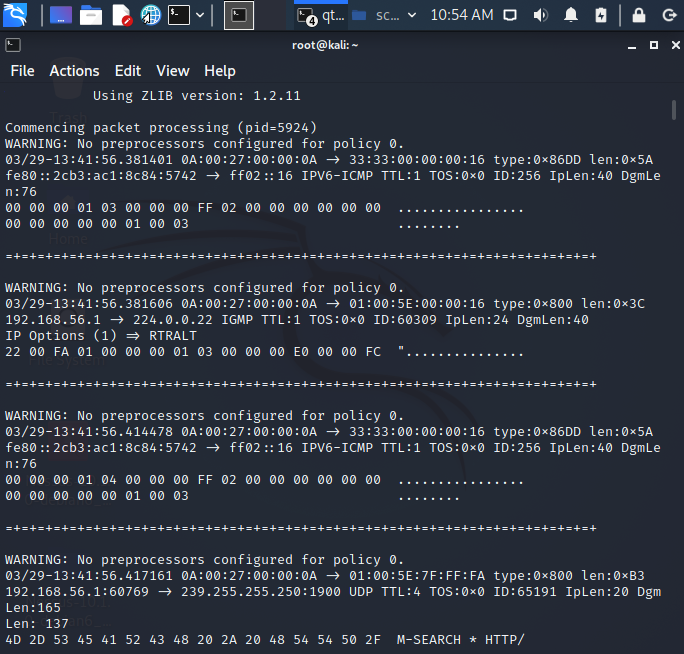 4 qt...
sc...
10:54 AM
root@kali: ~
File Actions Edit View Help
Using ZLIB version: 1.2.11
Commencing packet processing (pid=5924)
WARNING: No preprocessors configured for policy 0.
03/29-13:41:56.381401 0A:00:27:00:00:0A -> 33:33:00:00:00:16 type:0×86DD len:0×5A
fe80::2cb3:ac1:8c84:5742 -> ff02::16 IPV6-ICMP TTL:1 TOS:0×0 ID:256 IpLen:40 DgmLe
n:76
00 00 00 01 03 00 00 00 FF 02 00 00 00 00 00 00  ................
00 00 00 00 00 01 00 03                          ........
=+=+=+=+=+=+=+=+=+=+=+=+=+=+=+=+=+=+=+=+=+=+=+=+=+=+=+=+=+=+=+=+=+=+=+=+=+
WARNING: No preprocessors configured for policy 0.
03/29-13:41:56.381606 0A:00:27:00:00:0A -> 01:00:5E:00:00:16 type:0×800 len:0×3C
192.168.56.1 -> 224.0.0.22 IGMP TTL:1 TOS:0×0 ID:60309 IpLen:24 DgmLen:40
IP Options (1) => RTRALT
22 00 FA 01 00 00 00 01 03 00 00 00 E0 00 00 FC  "...............
=+=+=+=+=+=+=+=+=+=+=+=+=+=+=+=+=+=+=+=+=+=+=+=+=+=+=+=+=+=+=+=+=+=+=+=+=+
WARNING: No preprocessors configured for policy 0.
03/29-13:41:56.414478 0A:00:27:00:00:0A -> 33:33:00:00:00:16 type:0×86DD len:0×5A
fe80::2cb3:ac1:8c84:5742 -> ff02::16 IPV6-ICMP TTL:1 TOS:0×0 ID:256 IpLen:40 DgmLe
n:76
00 00 00 01 04 00 00 00 FF 02 00 00 00 00 00 00  ................
00 00 00 00 00 01 00 03                          ........
=+=+=+=+=+=+=+=+=+=+=+=+=+=+=+=+=+=+=+=+=+=+=+=+=+=+=+=+=+=+=+=+=+=+=+=+=+
WARNING: No preprocessors configured for policy 0.
03/29-13:41:56.417161 0A:00:27:00:00:0A -> 01:00:5E:7F:FF:FA type:0×800 len:0×B3
192.168.56.1:60769 -> 239.255.255.250:1900 UDP TTL:4 TOS:0×0 ID:65191 IpLen:20 Dgm
Len:165
Len: 137
4D 2D 53 45 41 52 43 48 20 2A 20 48 54 54 50 2F  M-SEARCH * HTTP/